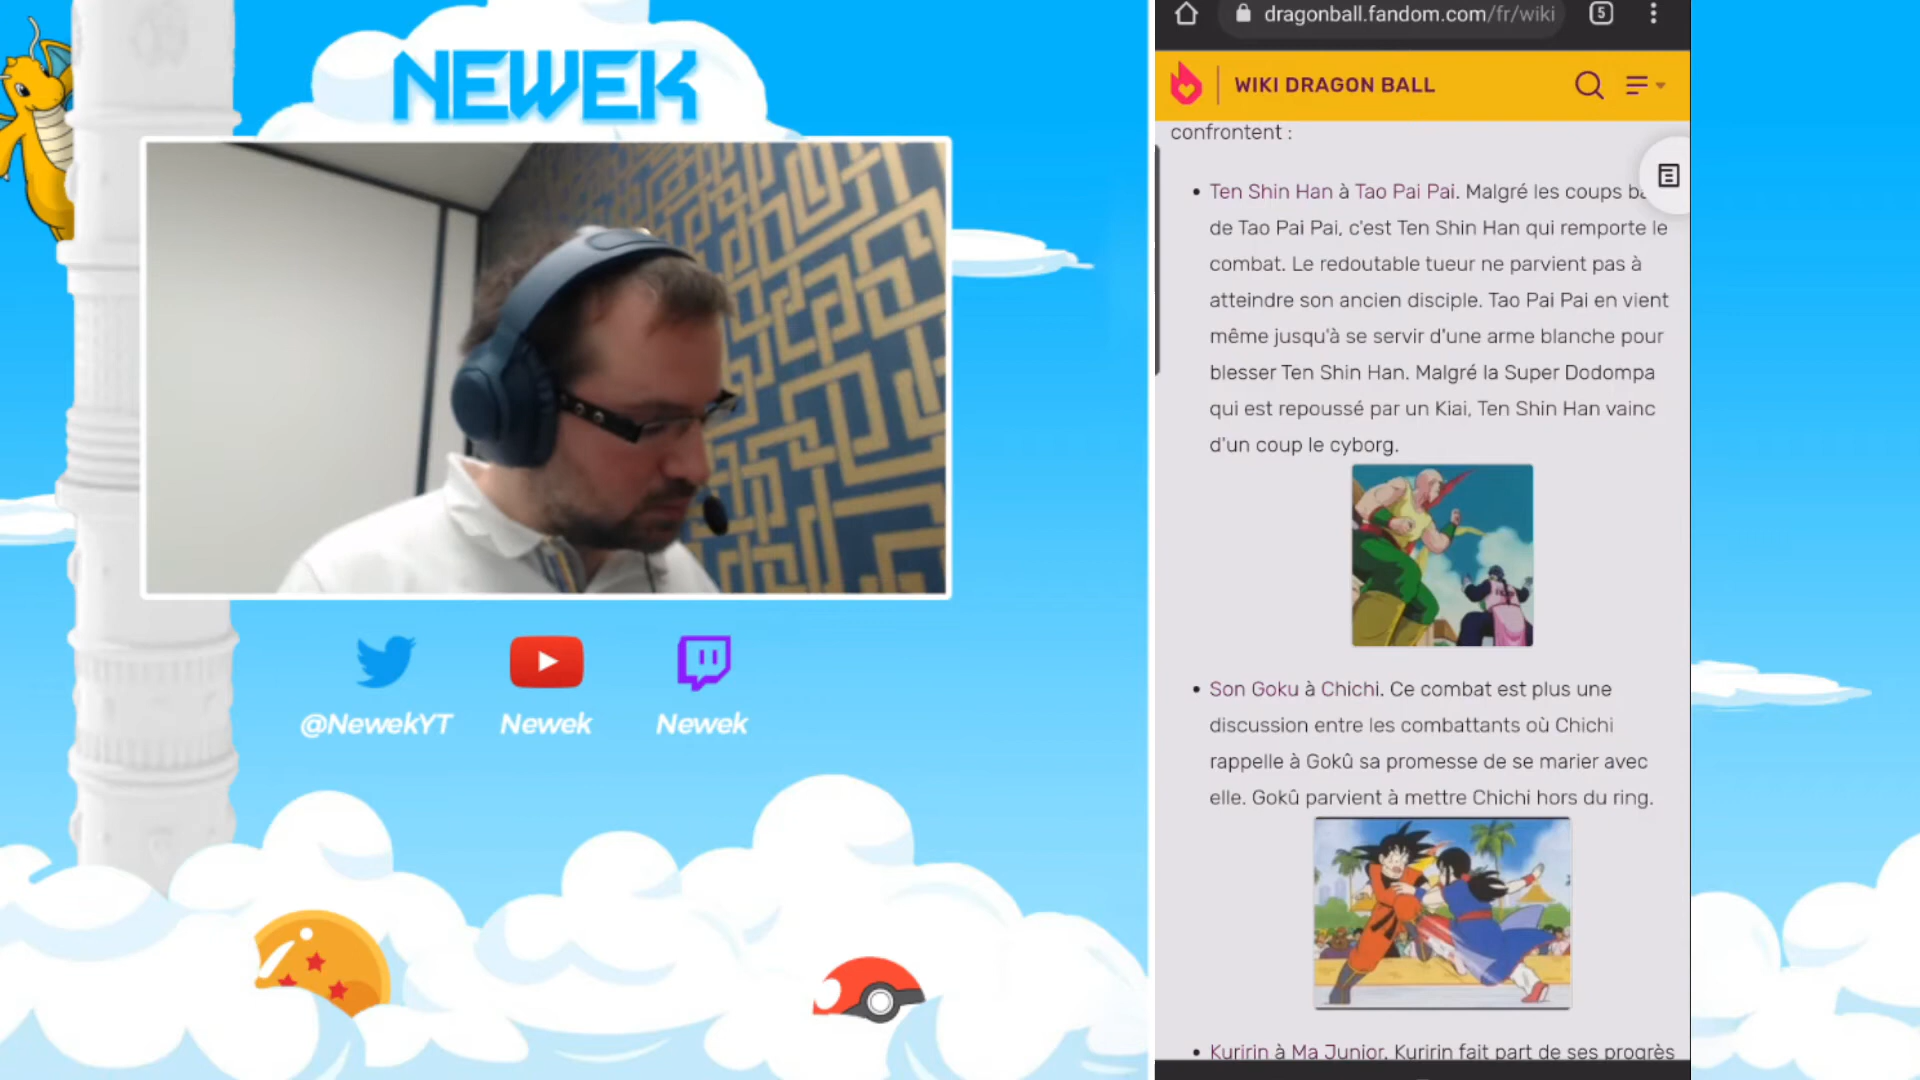 NEWEK
@NewekYT
Newek
Newek
dragonball.fandom.com/fr/wiki
5
WIKI DRAGON BALL
confrontent :
• Ten Shin Han à Tao Pai Pai. Malgré les coups
de Tao Pai Pai, c'est Ten Shin Han qui remporte le
combat. Le redoutable tueur ne parvient pas à
atteindre son ancien disciple. Tao Pai Pai en vient
même jusqu'à se servir d'une arme blanche pour
blesser Ten Shin Han. Malgré la Super Dodompa
qui est repoussé par un Kiai, Ten Shin Han vainc
d'un coup le cyborg.
• Son Goku à Chichi. Ce combat est plus une
discussion entre les combattants où Chichi
rappelle à Gokû sa promesse de se marier avec
elle. Gokû parvient à mettre Chichi hors du ring.
• Kuririn à Ma Junior. Kuririn fait part de ses progrès